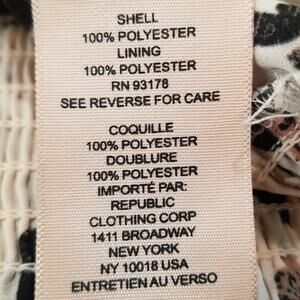 SHELL
100% POLYESTER
LINING
100% POLYESTER
RN 93178
SEE REVERSE FOR CARE
COQUILLE
100% POLYESTER
DOUBLURE
100% POLYESTER
IMPORTÉ PAR:
REPUBLIC
CLOTHING CORP
1411 BROADWAY
NEW YORK
NY 10018 USA
ENTRETIEN AU VERSO